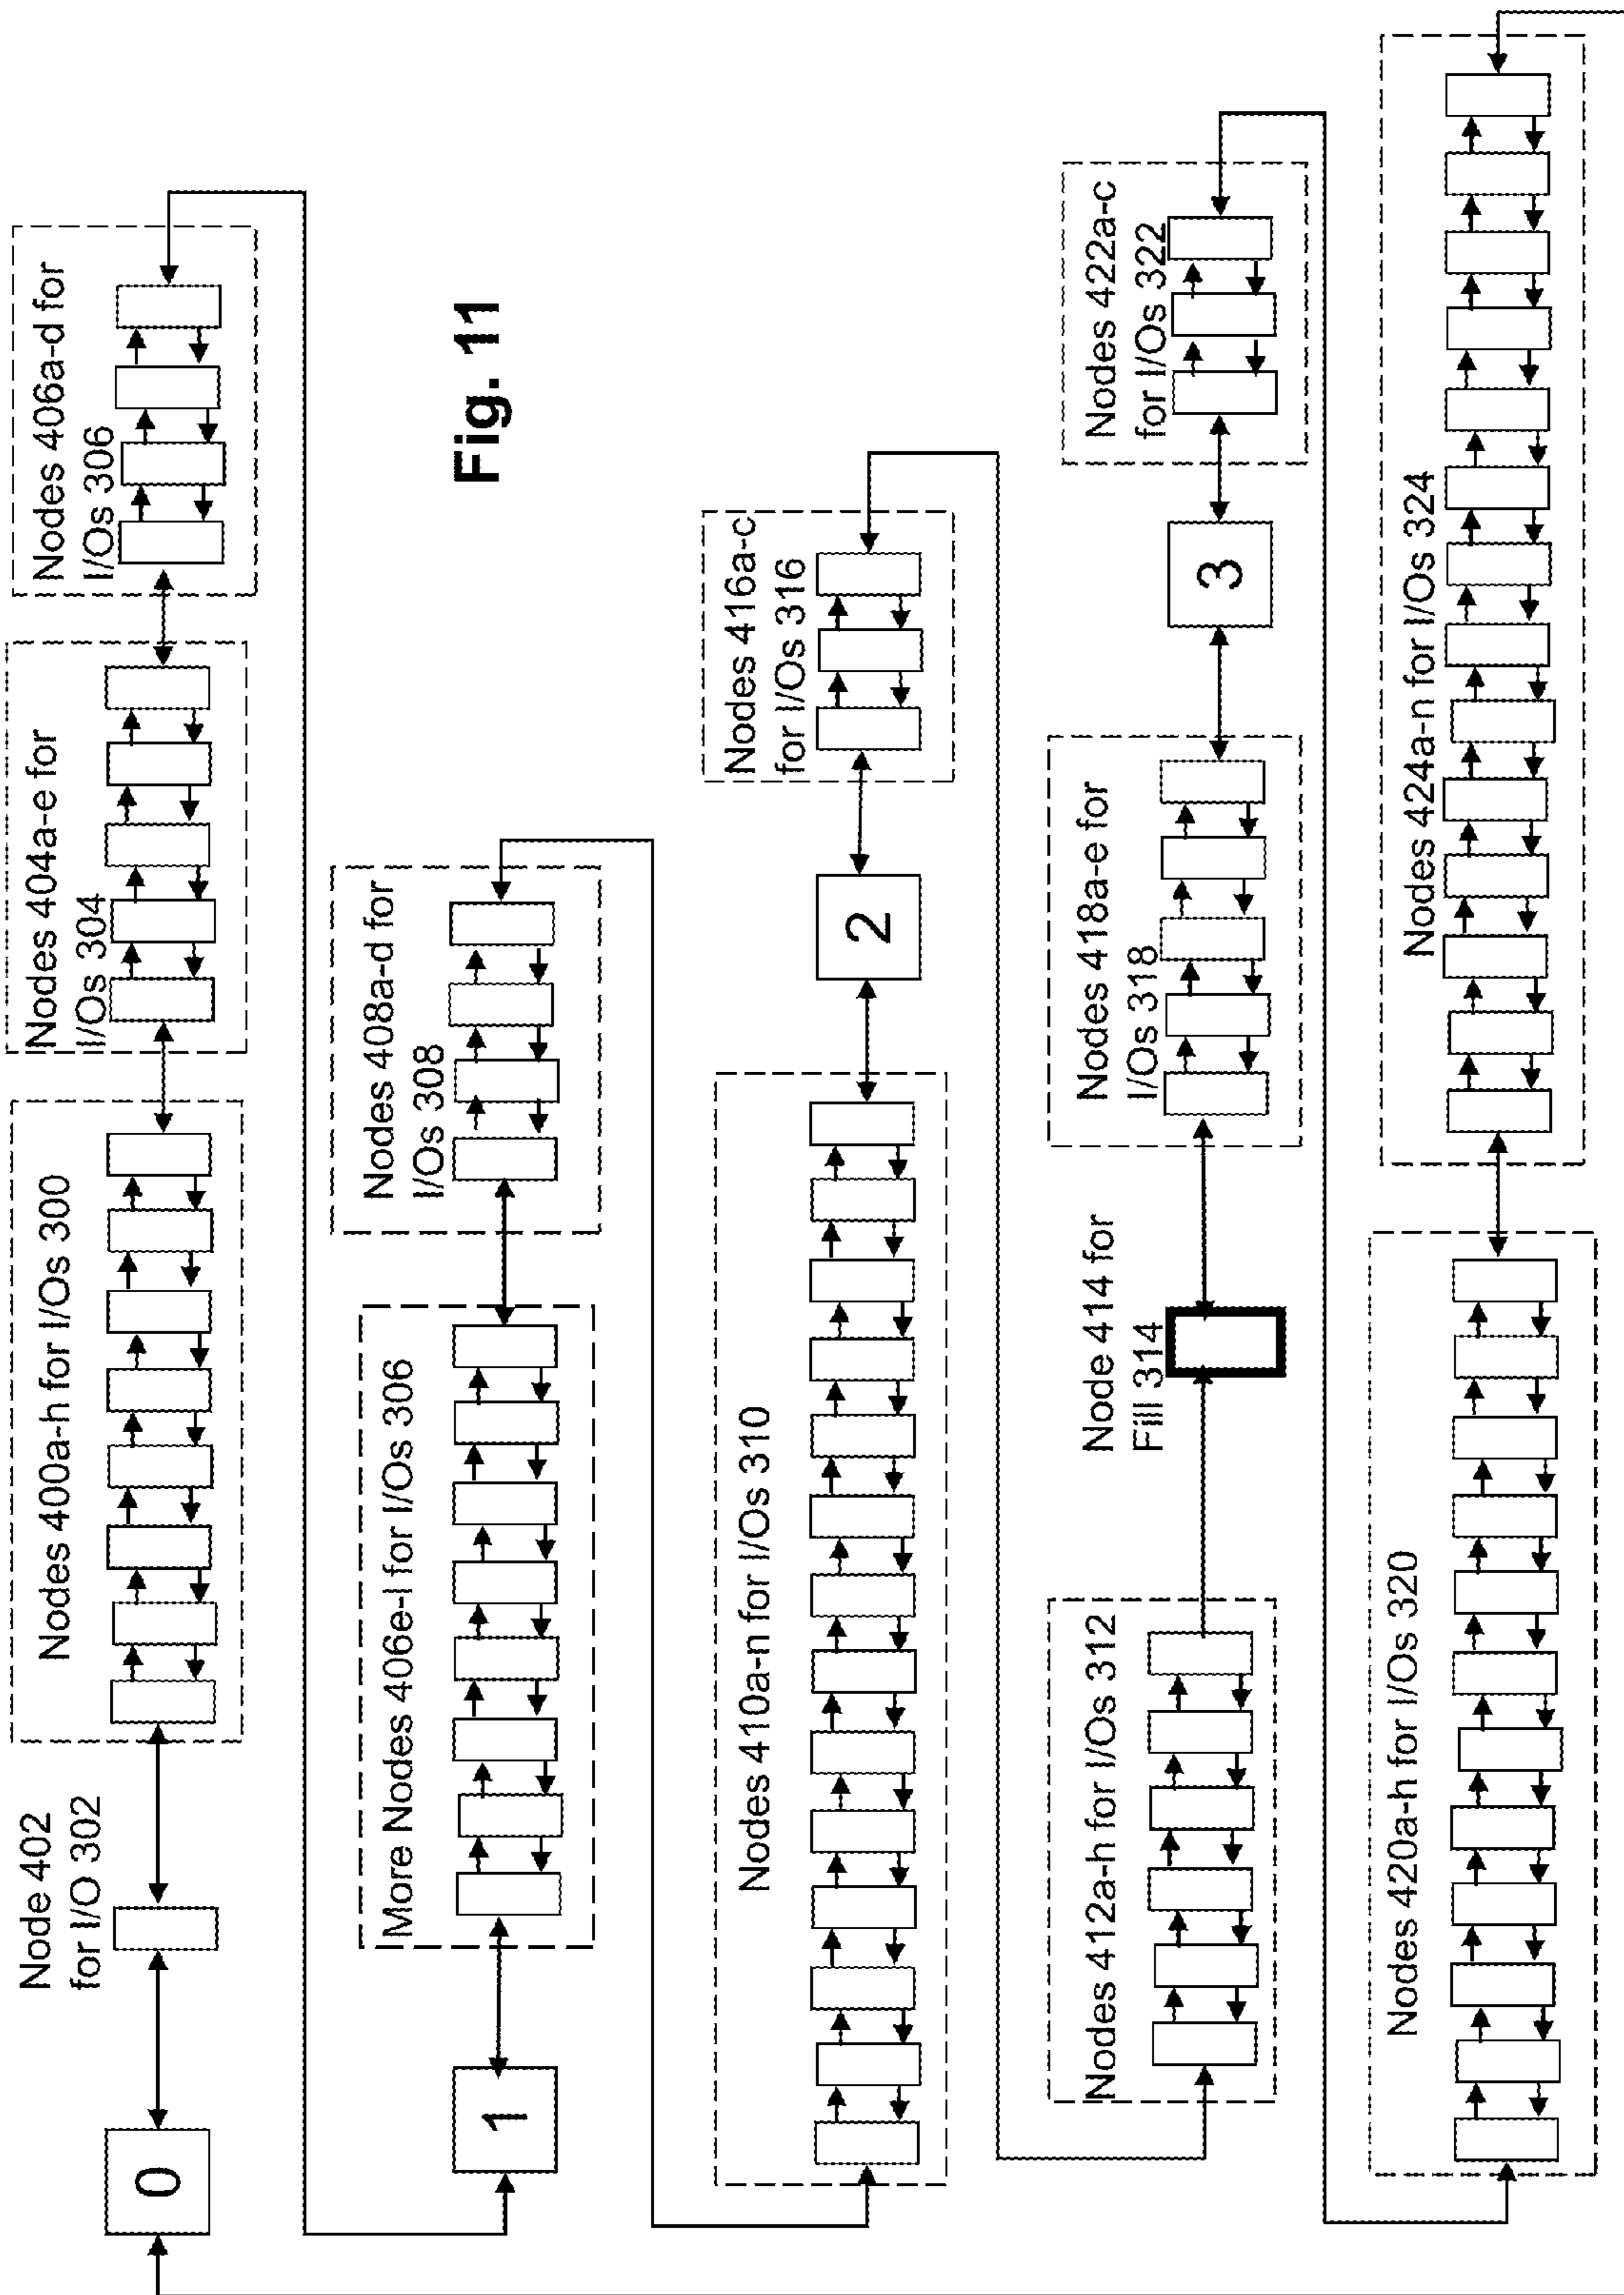 0
Node 402
for I/O 302
Nodes 400a-h for I/Os 300
Nodes 404a-e for
I/Os 304
Nodes 406a-d for
I/Os 306
1
More Nodes 406e-l for I/Os 306
Nodes 408a-d for
I/Os 308
Fig. 11
Nodes 410a-n for I/Os 310
2
Nodes 416a-c
for I/Os 316
Nodes 412a-h for I/Os 312
Node 414 for
Fill 314
Nodes 418a-e for
I/Os 318
3
Nodes 422a-c
for I/Os 322
Nodes 420a-h for I/Os 320
Nodes 424a-n for I/Os 324